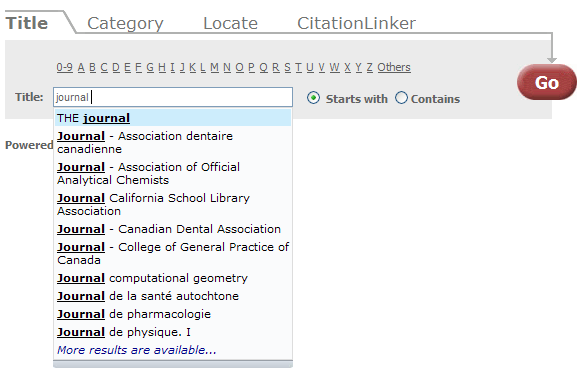 Title Category Locate CitationLinker
0-9 A B C D E F G H I J K L M N O P Q R S T U V W X Y Z Others
Go
Title: journal Starts with Contains
THE journal
Powered
Journal - Association dentaire
canadienne
Journal - Association of Official
Analytical Chemists
Journal California School Library
Association
Journal - Canadian Dental Association
Journal - College of General Practice of
Canada
Journal computational geometry
Journal de la santé autochtone
Journal de pharmacologie
Journal de physique. I
More results are available...